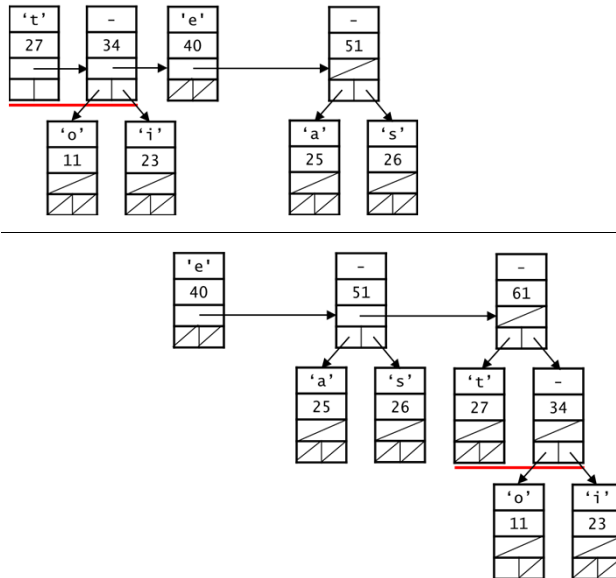 ‘t’ - 'e' -
27 34 40 51
‘o’ ‘i’ ‘a’ ‘s’
11 23 25 26
'e' - -
40 51 61
‘a’ ‘s’ ‘t’ -
25 26 27 34
‘o’ ‘i’
11 23